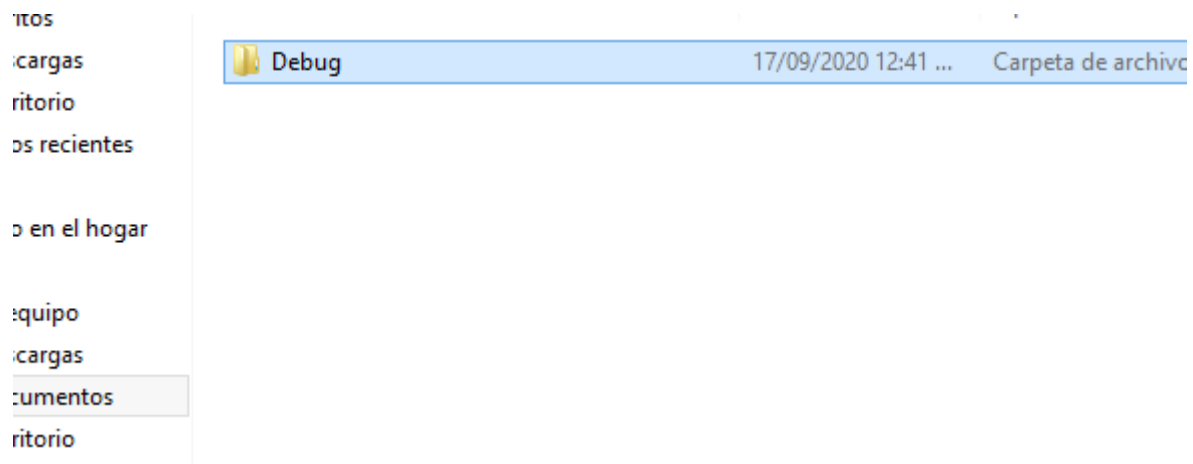 itos
scargas
ritorio
os recientes
o en el hogar
equipo
scargas
cumentos
ritorio
Debug 17/09/2020 12:41 ... Carpeta de archivo